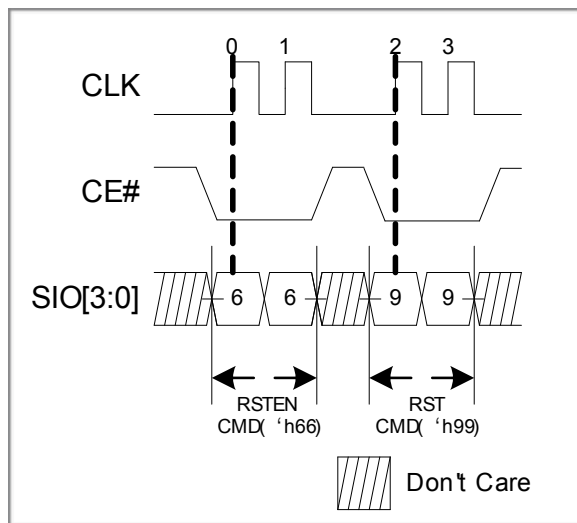 0 1 2 3
CLK
CE#
SIO[3:0] 6 6 9 9
RSTEN RST
CMD( ‘h66) CMD( ‘h99)
Don't Care